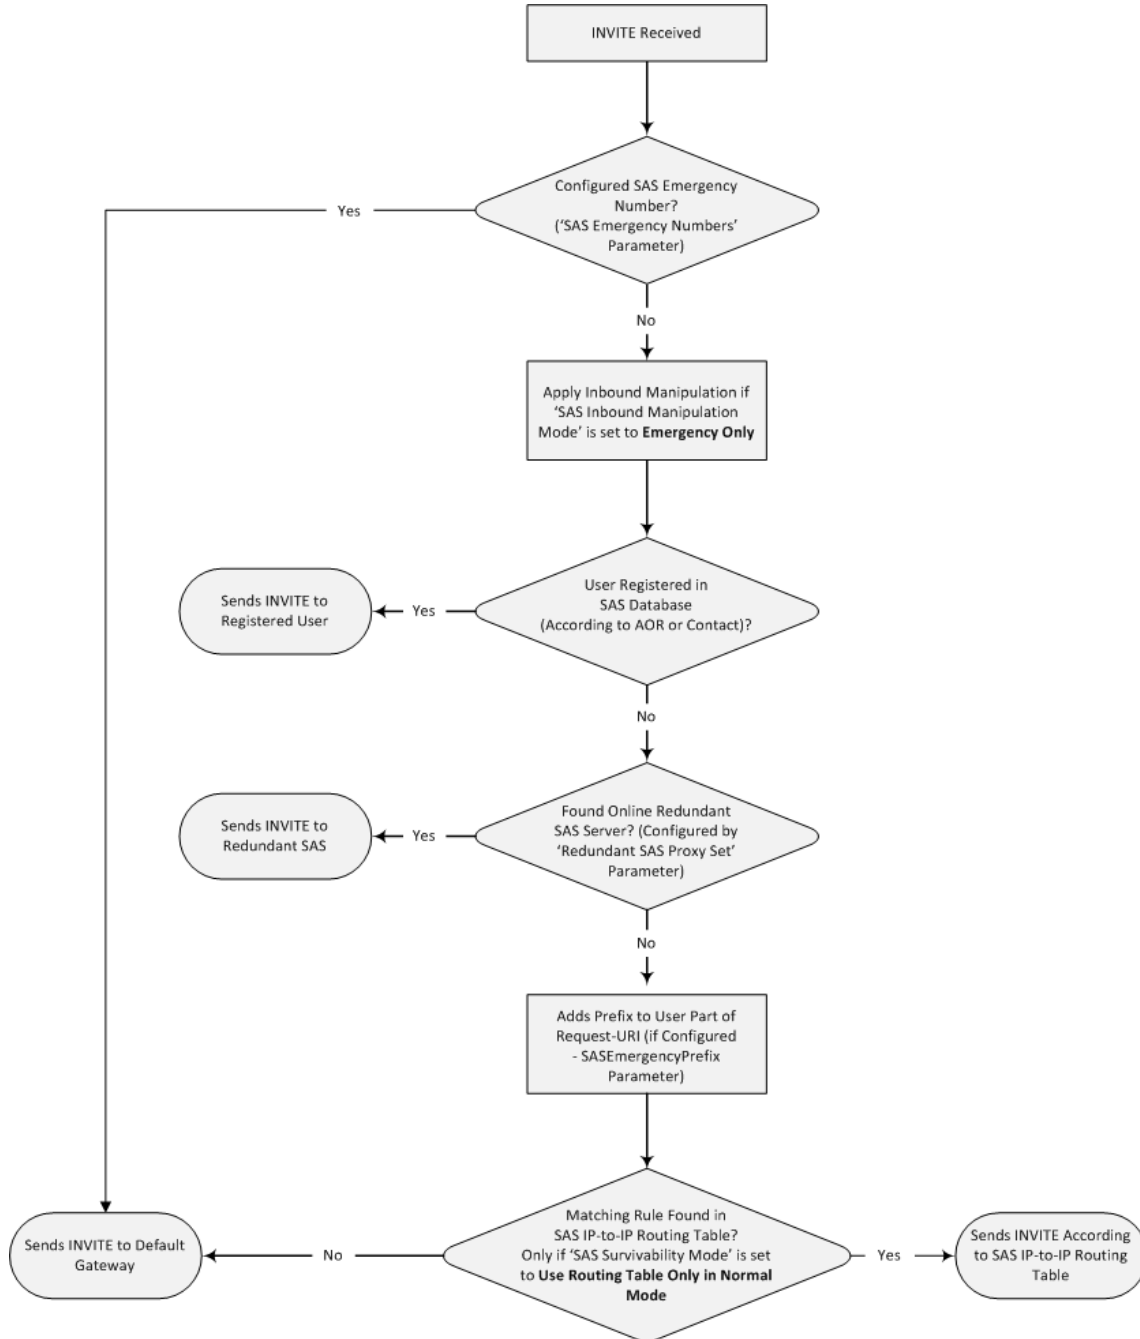 INVITE Received
Configured SAS Emergency
Number?
(‘SAS Emergency Numbers’
Parameter)
Yes
No
Apply Inbound Manipulation if
‘SAS Inbound Manipulation
Mode’ is set to Emergency Only
User Registered in
SAS Database
(According to AOR or Contact)?
Yes
Sends INVITE to
Registered User
No
Found Online Redundant
SAS Server? (Configured by
‘Redundant SAS Proxy Set’
Parameter)
Yes
Sends INVITE to
Redundant SAS
No
Adds Prefix to User Part of
Request-URI (if Configured
- SASEmergencyPrefix
Parameter)
Matching Rule Found in
SAS IP-to-IP Routing Table?
Only if ‘SAS Survivability Mode’ is set
to Use Routing Table Only in Normal
Mode
No
Sends INVITE to Default
Gateway
Yes
Sends INVITE According
to SAS IP-to-IP Routing
Table